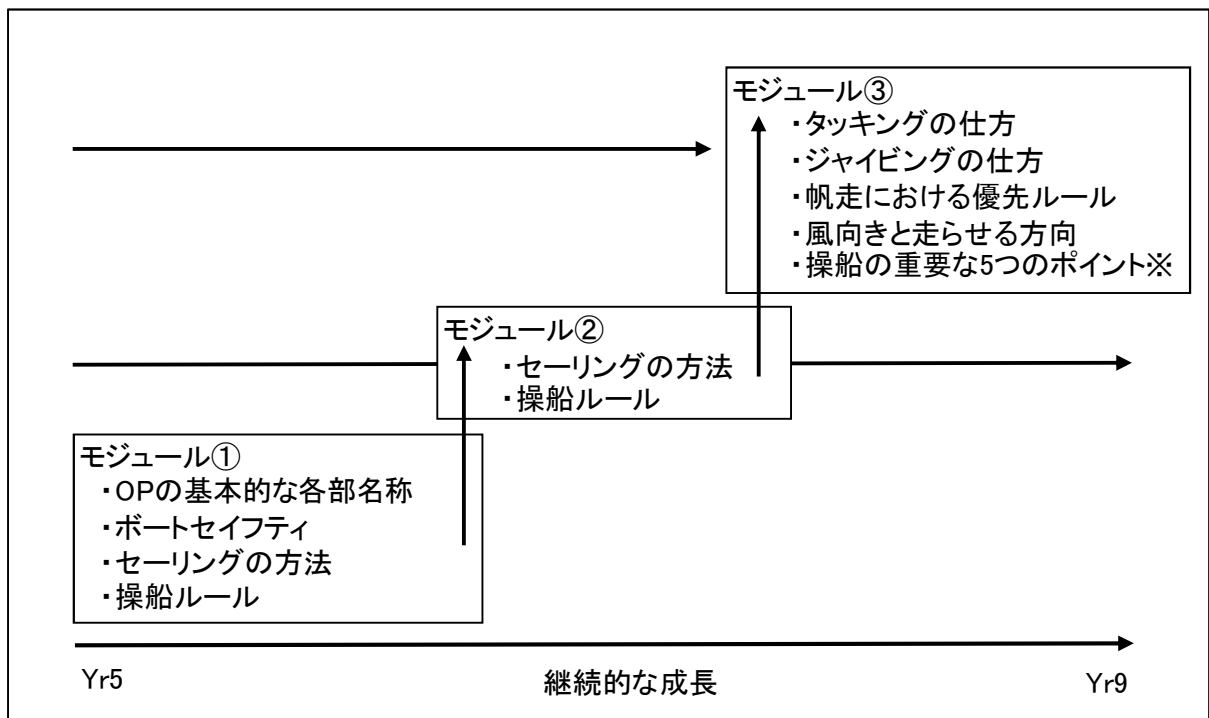 モジュール③
・タッキングの仕方
・ジャイビングの仕方
・帆走における優先ルール
・風向きと走らせる方向
・操船の重要な5つのポイント※
モジュール②
・セーリングの方法
・操船ルール
モジュール①
・OPの基本的な各部名称
・ボートセイフティ
・セーリングの方法
・操船ルール
Yr5 継続的な成長 Yr9